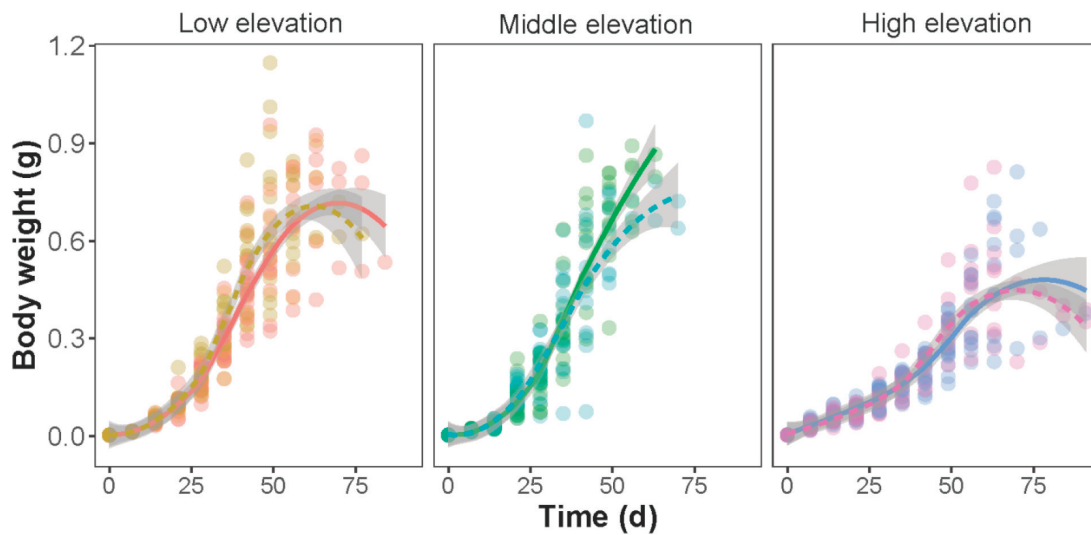 Low elevation Middle elevation High elevation
1.2
0.9
0.6
0.3
0.0
Body weight (g)
0 25 50 75 0 25 50 75 0 25 50 75
Time (d)